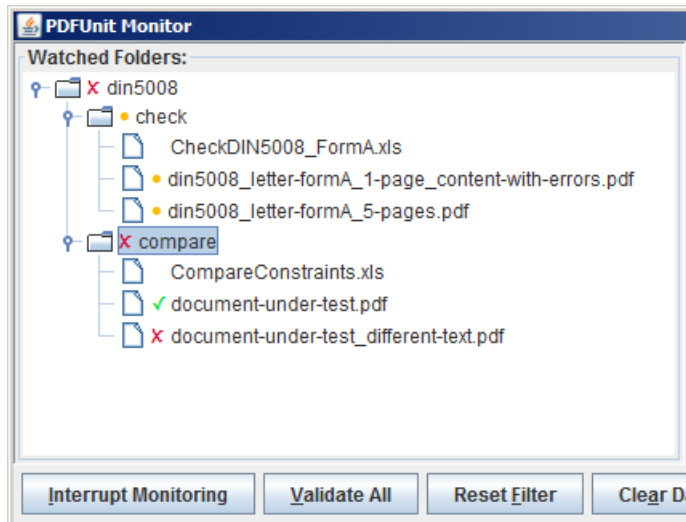 PDFUnit Monitor
Watched Folders:
din5008
check
CheckDIN5008_FormA.xls
din5008_letter-formA_1-page_content-with-errors.pdf
din5008_letter-formA_5-pages.pdf
compare
CompareConstraints.xls
document-under-test.pdf
document-under-test_different-text.pdf
Interrupt Monitoring Validate All Reset Filter Clear